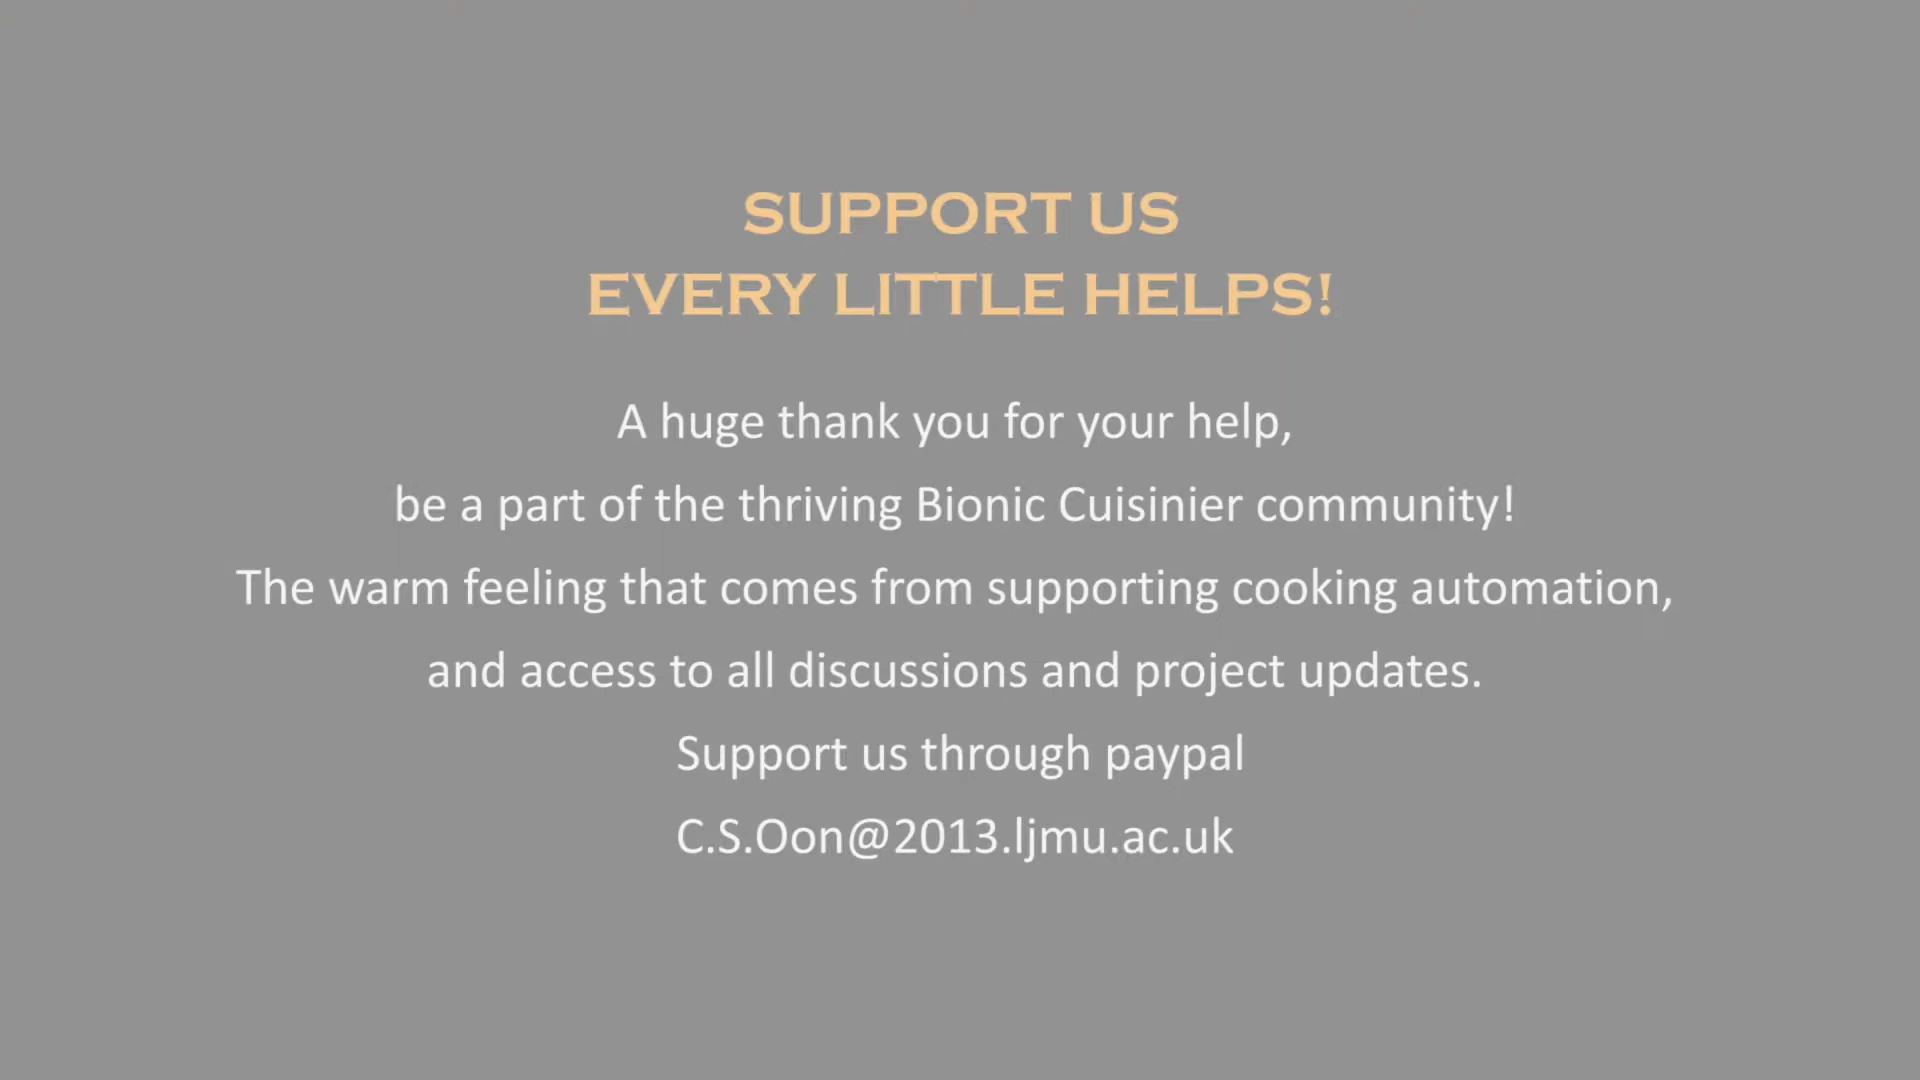 SUPPORT US
EVERY LITTLE HELPS!
A huge thank you for your help,
be a part of the thriving Bionic Cuisinier community!
The warm feeling that comes from supporting cooking automation,
and access to all discussions and project updates.
Support us through paypal
C.S.Oon@2013.ljmu.ac.uk